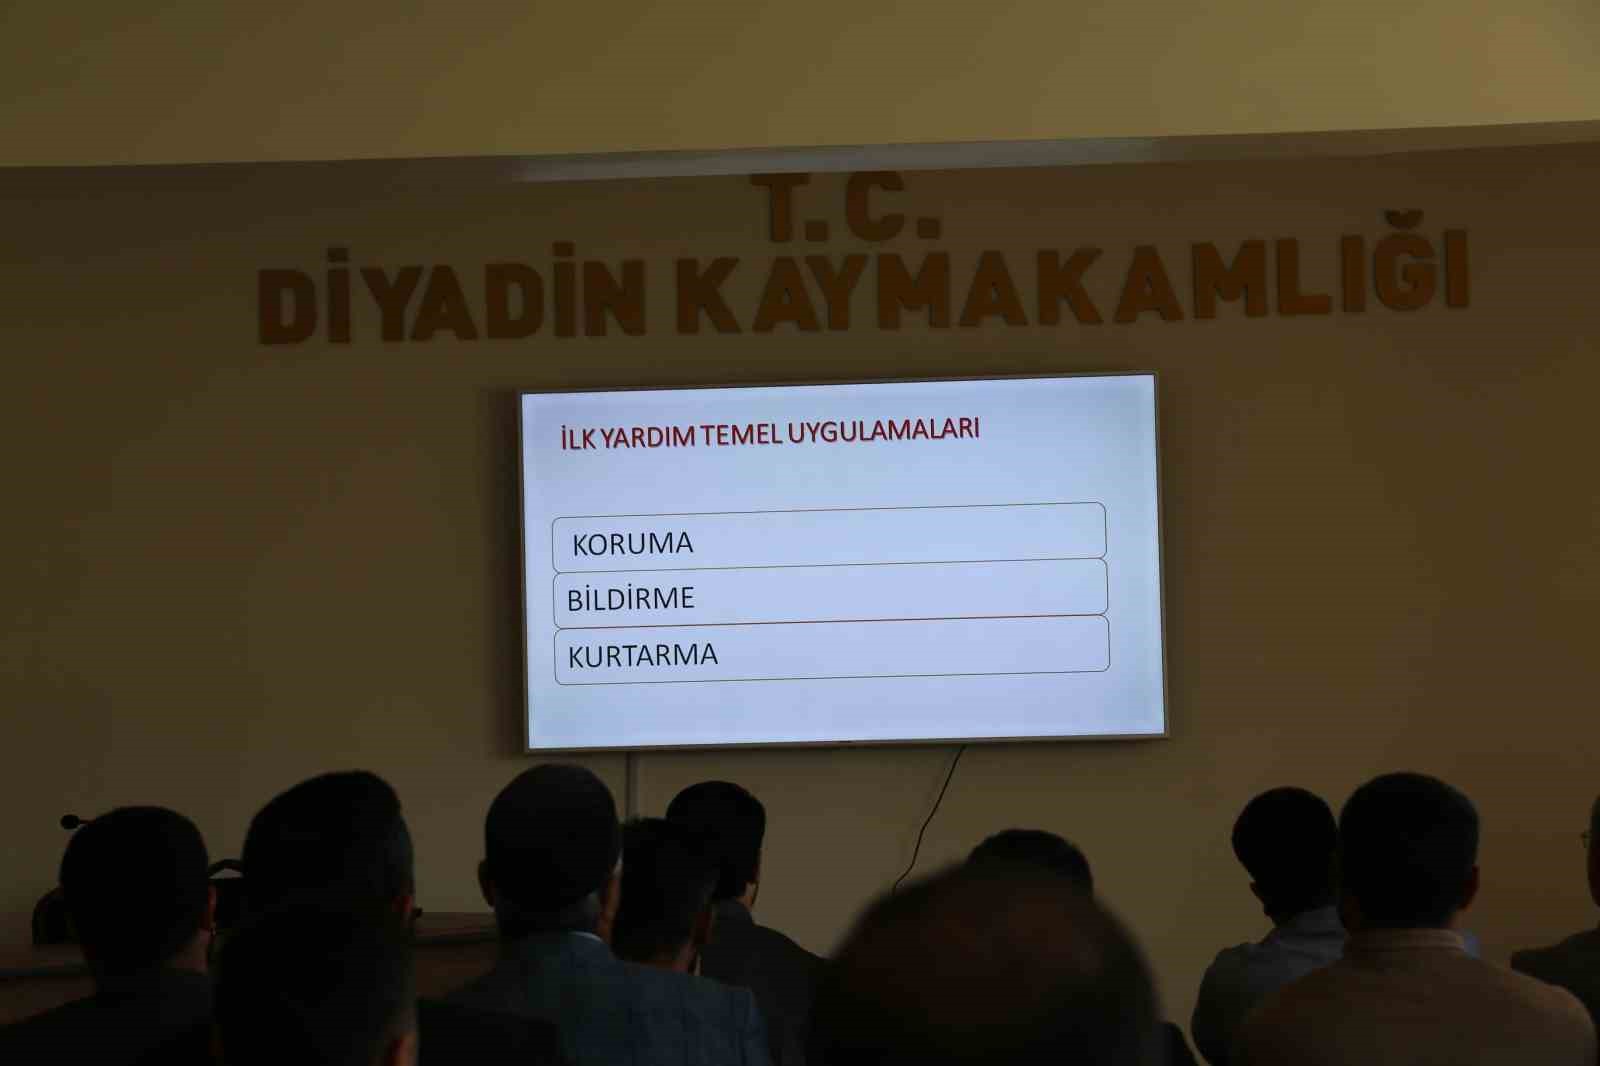 T.C.
DİYADİN KAYMAKAMLIĞI
İLK YARDIM TEMEL UYGULAMALARI
KORUMA
BİLDİRME
KURTARMA